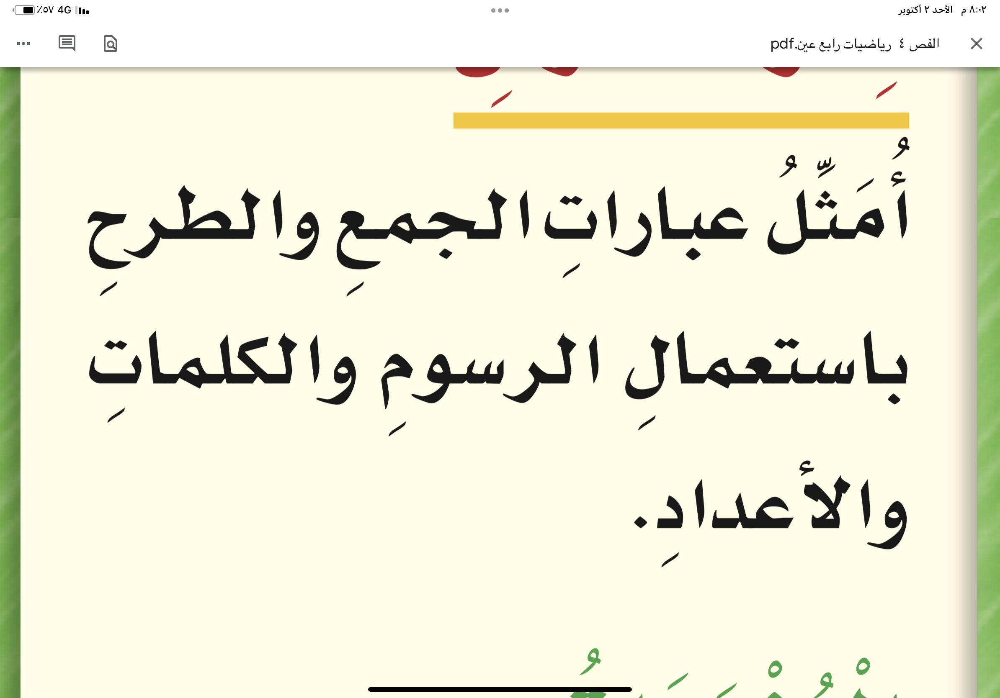 ٨:٠٢ م الأحد ٢ أكتوبر
٪٥٧ 4G
الفص ٤ رياضيات رابع عين.pdf
أُمَثِّلُ عباراتِ الجمعِ والطرحِ
باستعمالِ الرسومِ والكلماتِ
والأعدادِ.